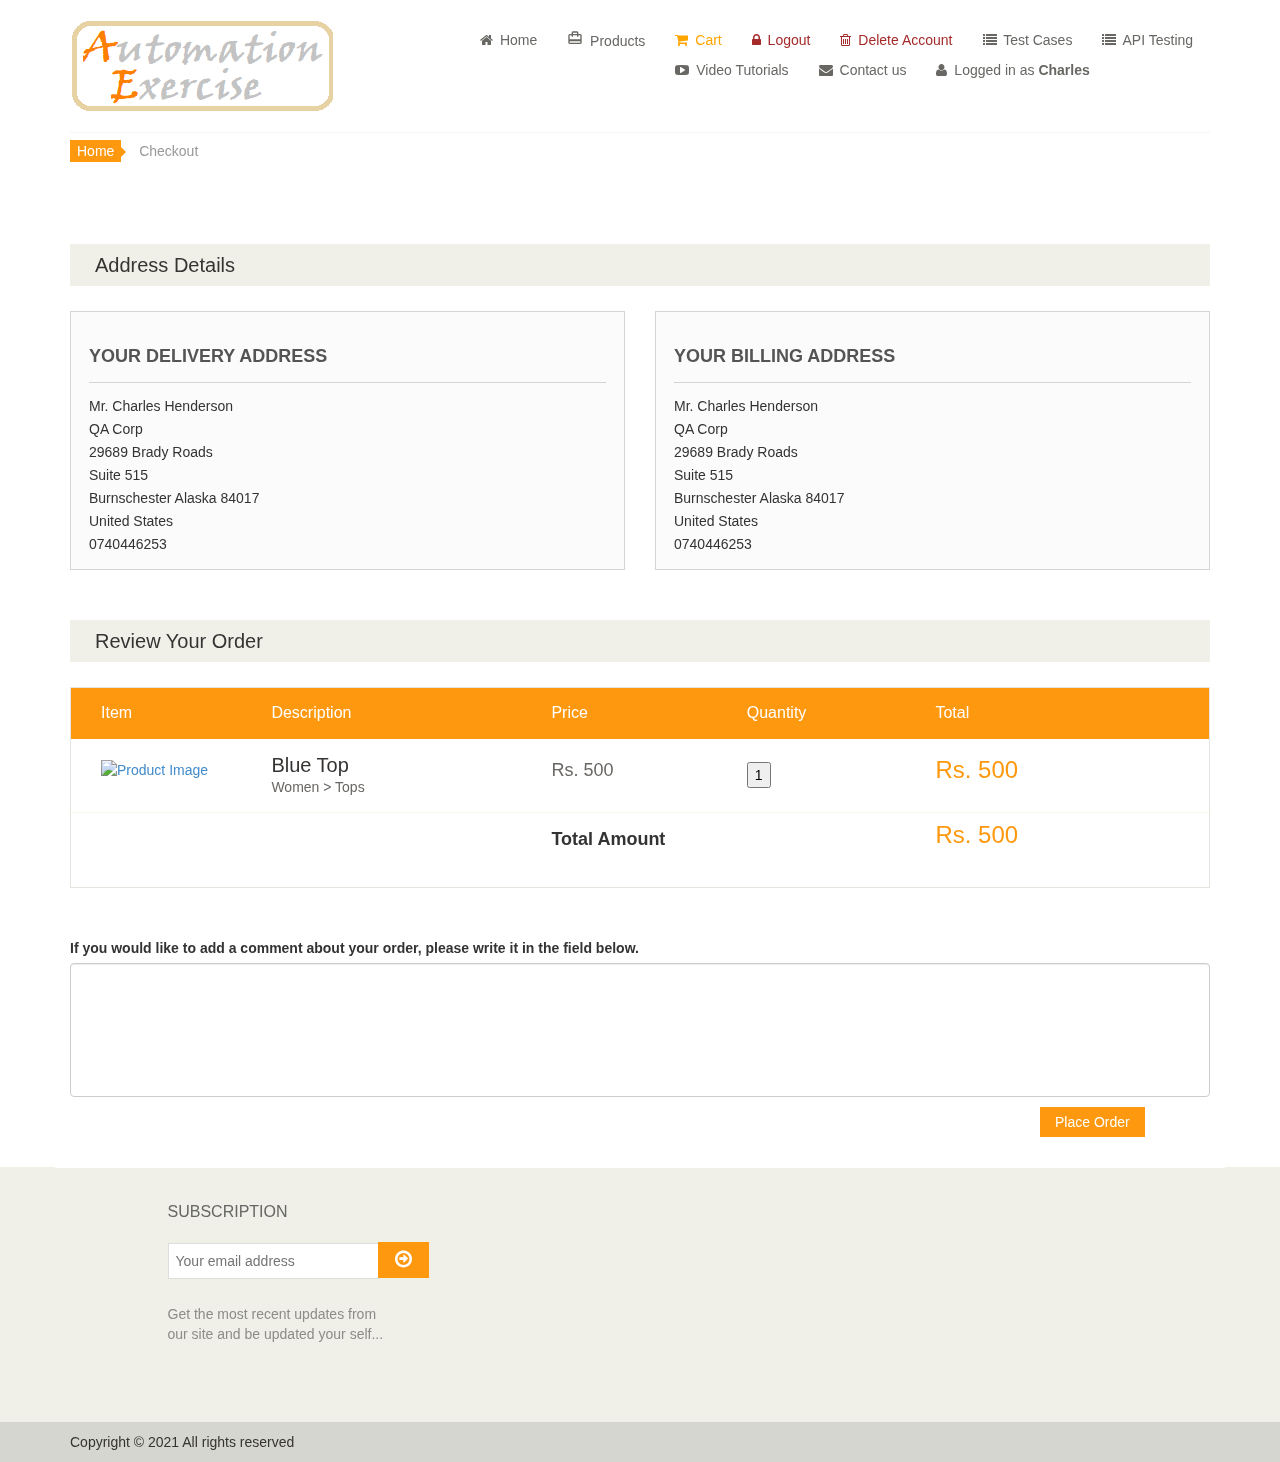 Automation
Exercise
Home Products Cart Logout Delete Account Test Cases API Testing
Video Tutorials Contact us Logged in as Charles
Home Checkout
Address Details
YOUR DELIVERY ADDRESS
Mr. Charles Henderson
QA Corp
29689 Brady Roads
Suite 515
Burnschester Alaska 84017
United States
0740446253
YOUR BILLING ADDRESS
Mr. Charles Henderson
QA Corp
29689 Brady Roads
Suite 515
Burnschester Alaska 84017
United States
0740446253
Review Your Order
Item Description Price Quantity Total
Product Image Blue Top Rs. 500 1 Rs. 500
Women > Tops
Total Amount Rs. 500
If you would like to add a comment about your order, please write it in the field below.
Place Order
SUBSCRIPTION
Your email address
Get the most recent updates from
our site and be updated your self...
Copyright © 2021 All rights reserved